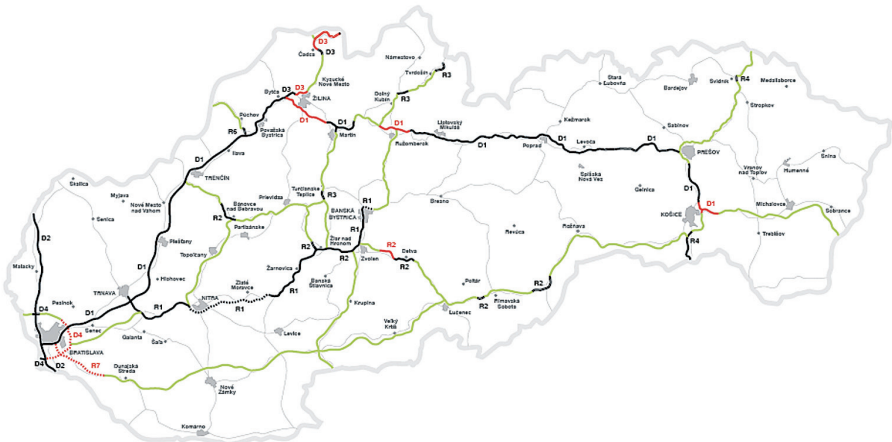 D3
Čadca
D3
Námestovo
Tvrdošín
R3
Kysucké
Nové Mesto
Bytča
D3
D3
ŽILINA
Dolný
Kubín
R3
Stará
Ľubovňa
Bardejov
Svidník
R4
Medzilaborce
Stropkov
Púchov
R6
Považská
Bystrica
D1
D1
Martin
D1
Ružomberok
Liptovský
Mikuláš
D1
Kežmarok
Poprad
D1
Levoča
Sabinov
D1
PREŠOV
Ilava
D1
TRENČÍN
Spišská
Nová Ves
Gelnica
Vranov
nad Topľou
Humenné
Snina
D1
Skalica
Myjava
Nové Mesto
nad Váhom
Bánovce
nad Bebravou
Prievidza
Turčianske
Teplice
R3
R1
BANSKÁ
BYSTRICA
Brezno
Michalovce
Sobrance
Senica
R2
Partizánske
R1
KOŠICE
D1
Trebišov
D2
Piešťany
Topoľčany
R2
Žiar nad
Hronom
R2
Zvolen
R2
Detva
R2
Revúca
Rožňava
R4
Malacky
D1
Hlohovec
Žarnovica
Banská
Štiavnica
TRNAVA
Zlaté
Moravce
R1
Poltár
R2
Pezinok
NITRA
Krupina
R2
Rimavská
Sobota
D4
D1
R1
R1
Lučenec
Senec
D4
Galanta
Šaľa
Levice
Veľký
Krtíš
BRATISLAVA
D4
D2
R7
Dunajská
Streda
Nové
Zámky
Komárno